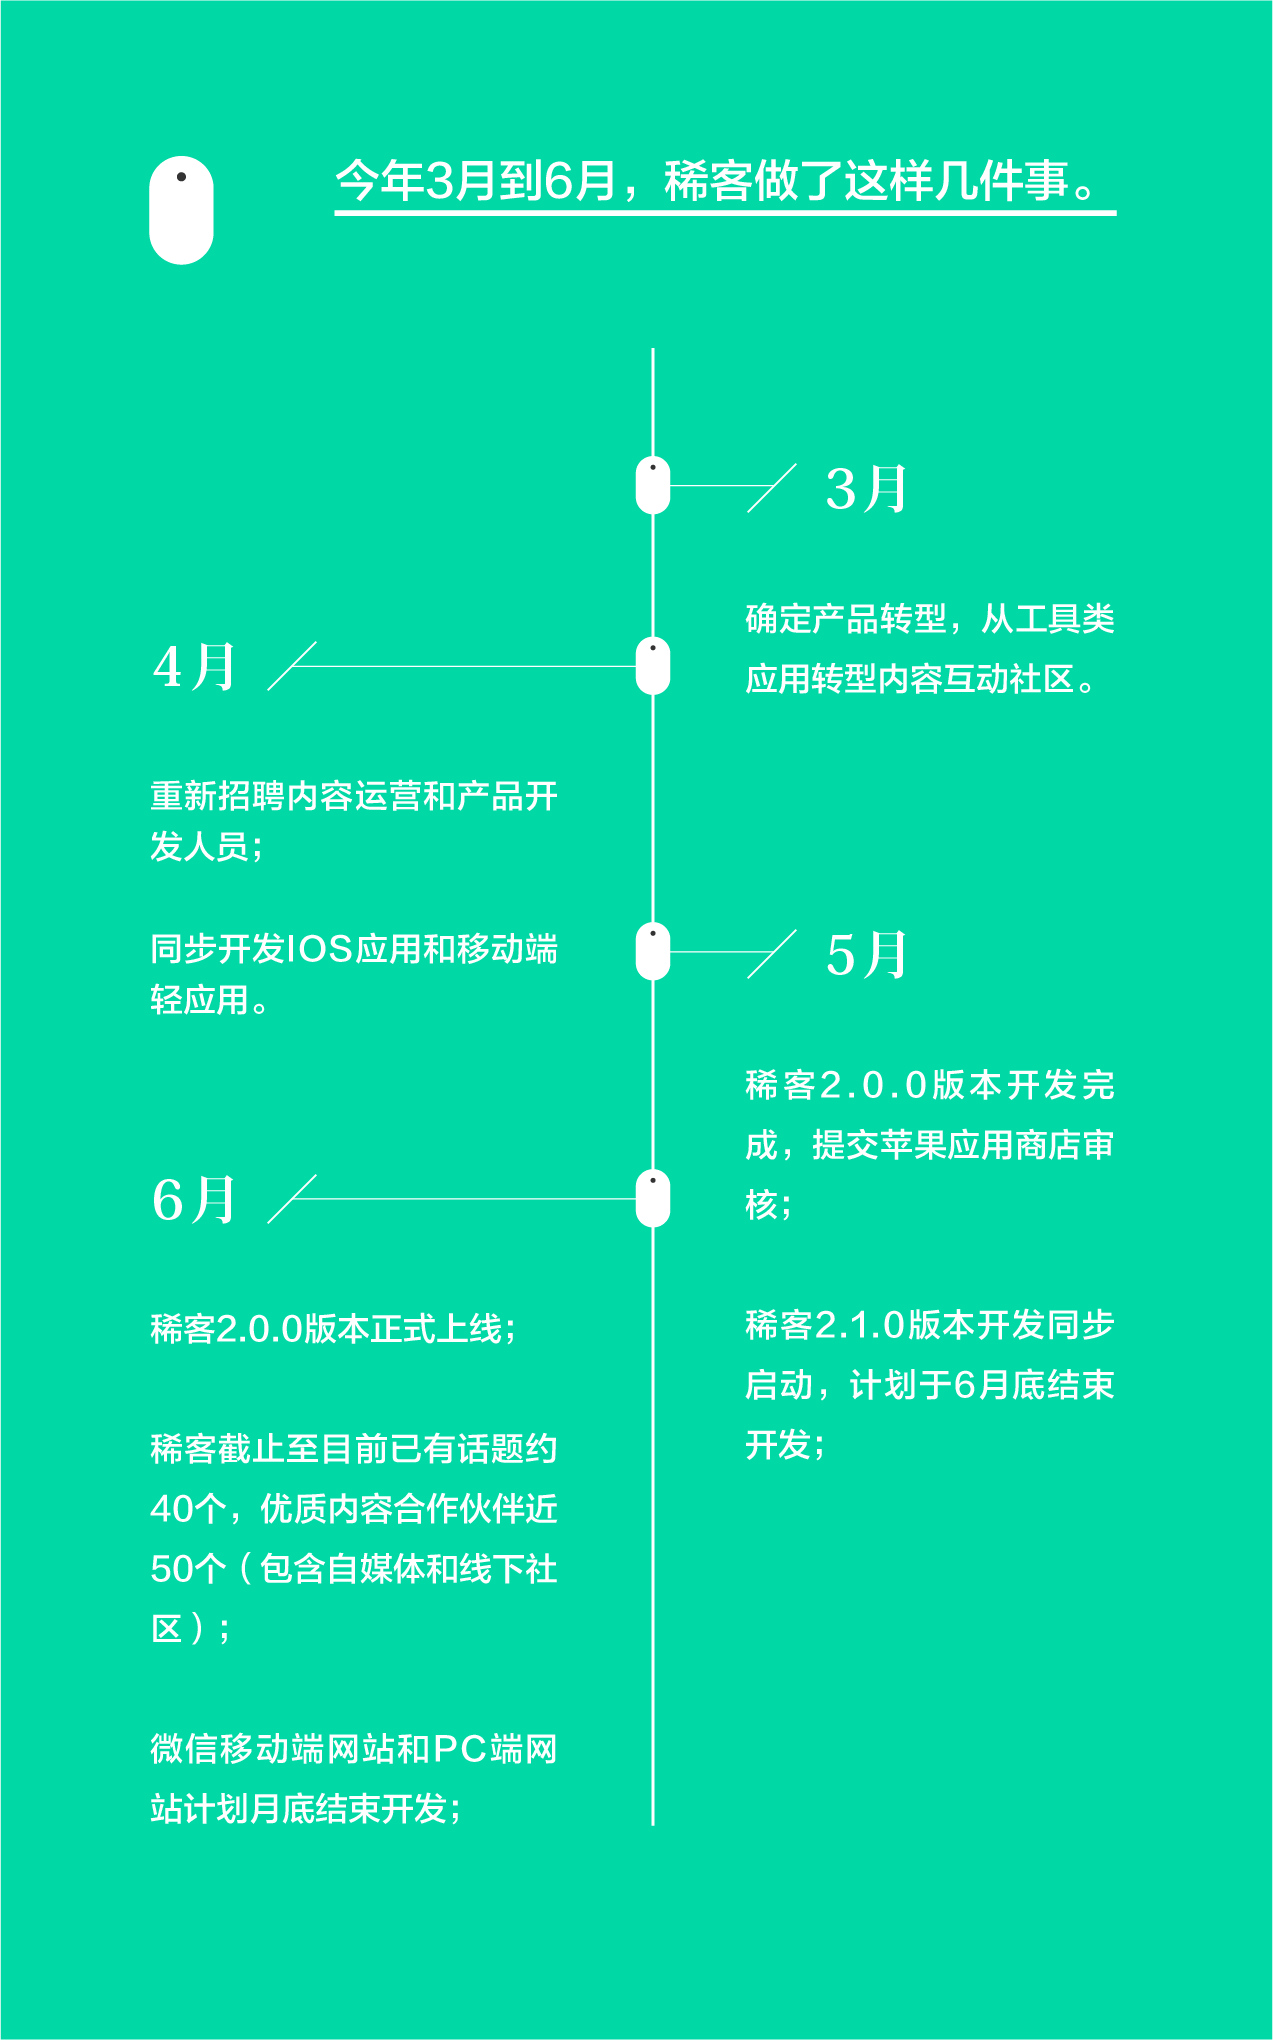 今年3月到6月，稀客做了这样几件事。
3月
确定产品转型，从工具类
应用转型内容互动社区。
4月
重新招聘内容运营和产品开
发人员；
同步开发IOS应用和移动端
轻应用。
5月
稀客2.0.0版本开发完
成，提交苹果应用商店审
核；
稀客2.1.0版本开发同步
启动，计划于6月底结束
开发；
6月
稀客2.0.0版本正式上线；
稀客截止至目前已有话题约
40个，优质内容合作伙伴近
50个（包含自媒体和线下社
区）；
微信移动端网站和PC端网
站计划月底结束开发；